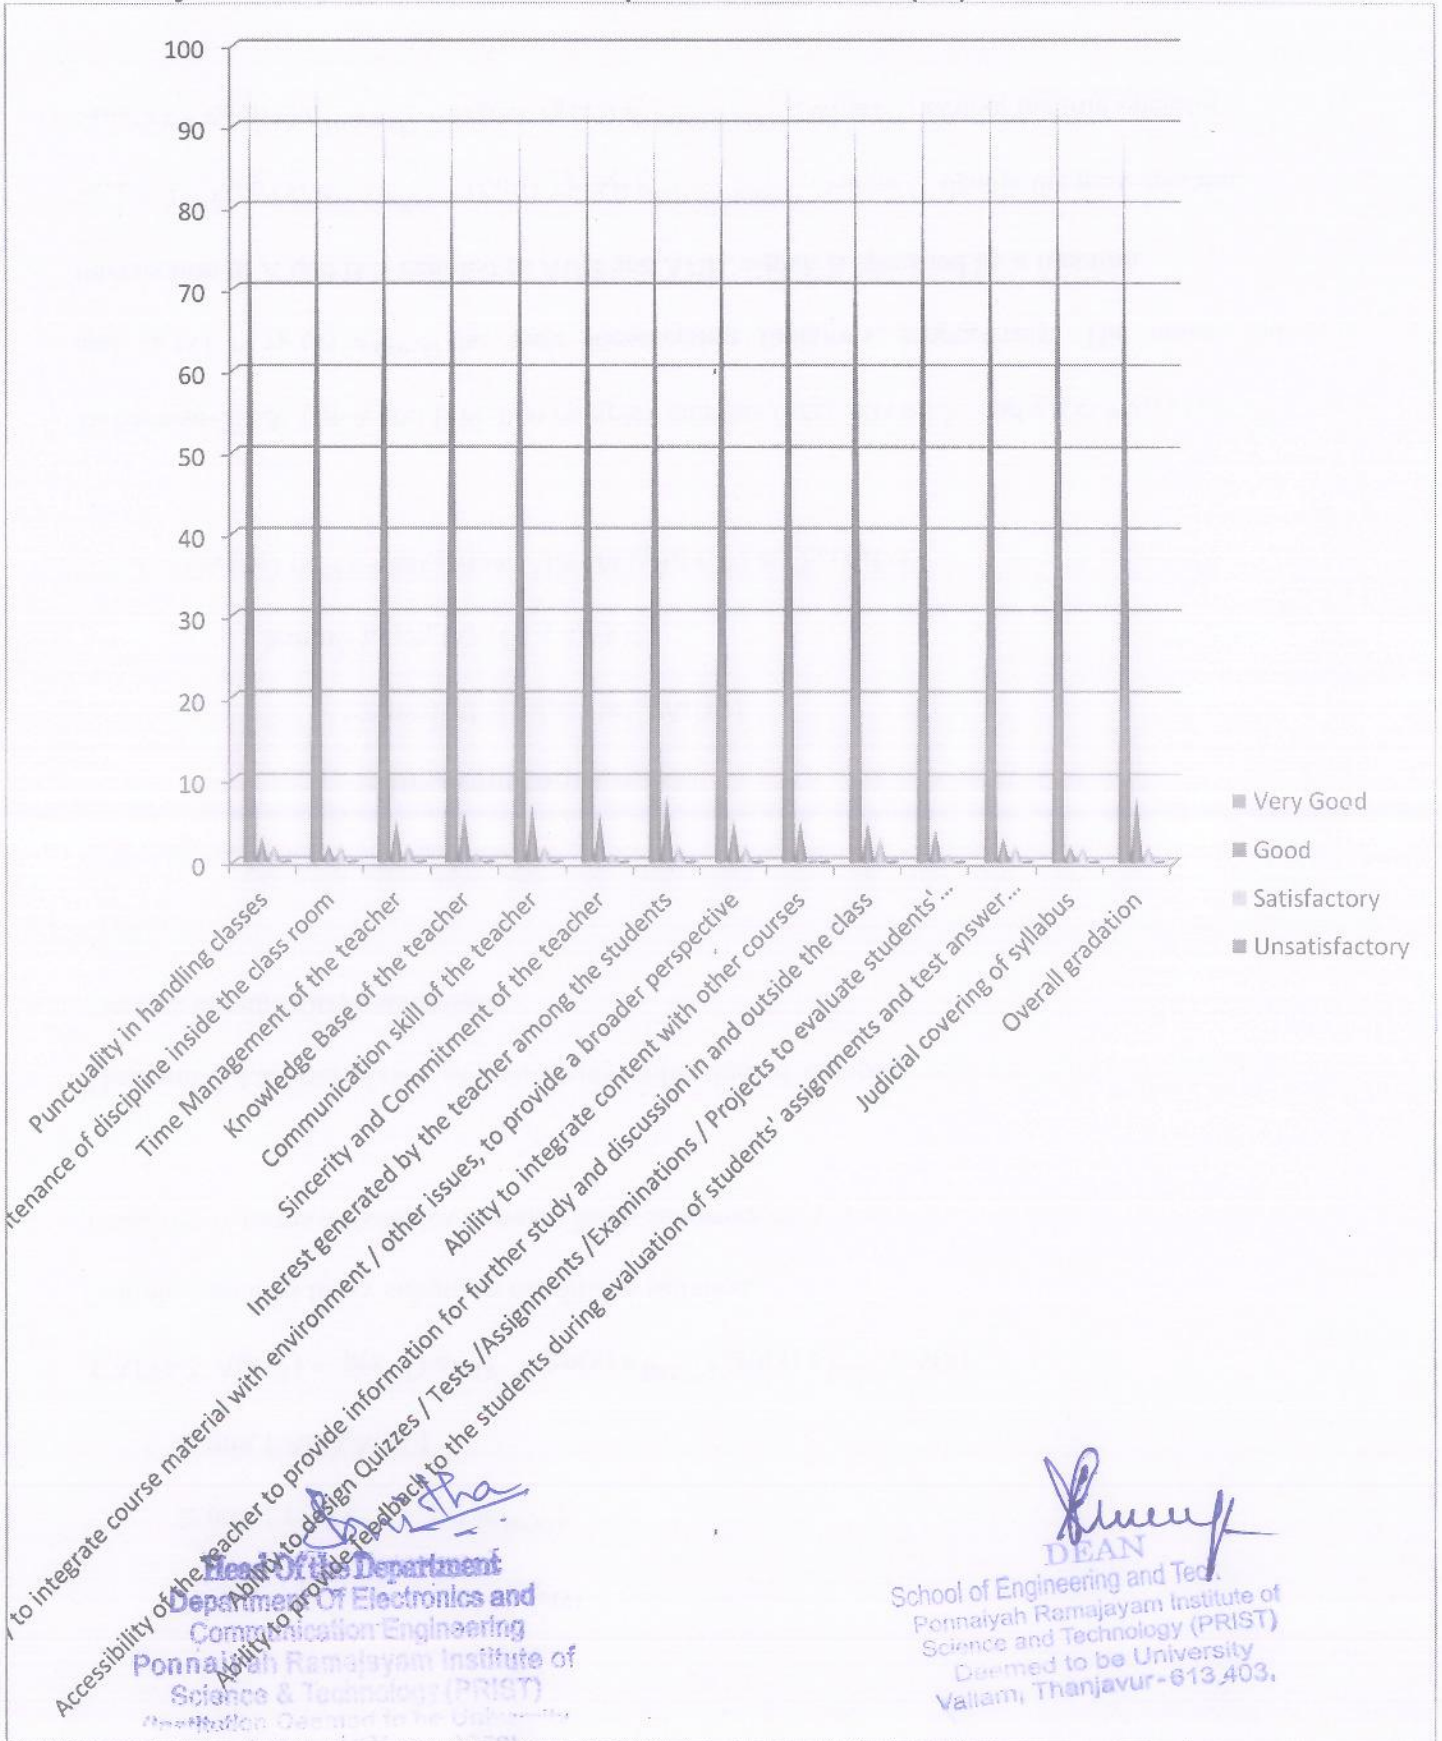 100
90
80
70
60
50
40
30
20
10
0
Very Good
Good
Satisfactory
Unsatisfactory
Punctuality in handling classes
tenance of discipline inside the class room
Time Management of the teacher
Knowledge Base of the teacher
Communication skill of the teacher
Sincerity and Commitment of the teacher
Interest generated by the teacher among the students
/ to integrate course material with environment / other issues, to provide a broader perspective
Ability to integrate content with other courses
Accessibility of the teacher to provide information for further study and discussion in and outside the class
Ability to design Quizzes / Tests /Assignments /Examinations / Projects to evaluate students'...
Ability to provide feedback to the students during evaluation of students' assignments and test answer...
Judicial covering of syllabus
Overall gradation
Head Of the Department
Department Of Electronics and
Communication Engineering
Ponnaiyah Ramajayam Institute of
Science & Technology (PRIST)
Deemed to be University
DEAN
School of Engineering and Tech.
Ponnaiyah Ramajayam Institute of
Science and Technology (PRIST)
Deemed to be University
Vallam, Thanjavur-613 403.